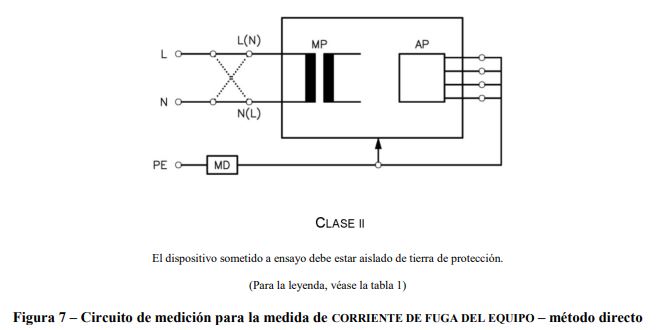 L(N)
MP
AP
L
N
N(L)
PE
MD
CLASE II
El dispositivo sometido a ensayo debe estar aislado de tierra de protección.
(Para la leyenda, véase la tabla 1)
Figura 7 – Circuito de medición para la medida de CORRIENTE DE FUGA DEL EQUIPO – método directo